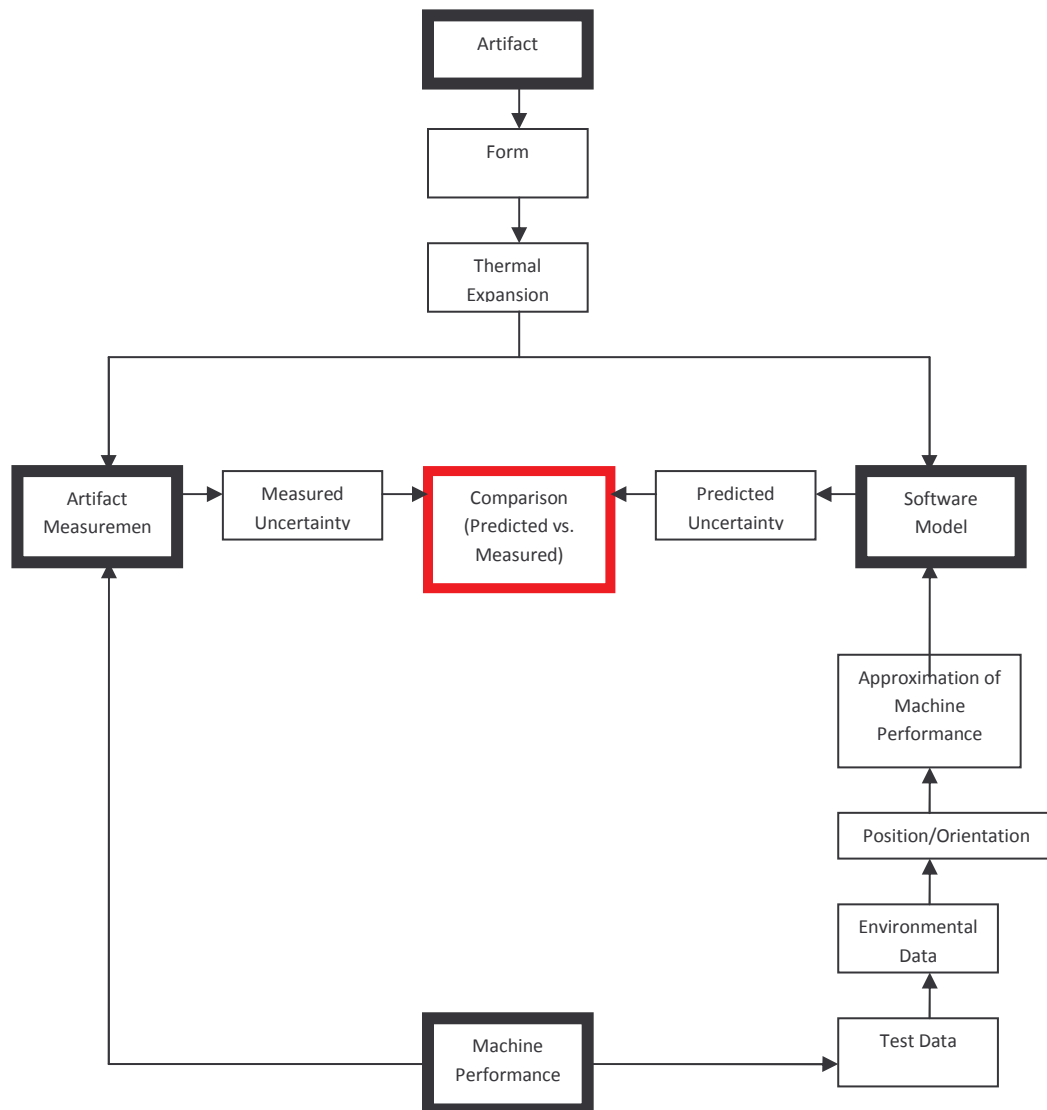 Artifact
Form
Thermal
Expansion
Artifact
Measuremen
Measured
Uncertainty
Comparison
(Predicted vs.
Measured)
Predicted
Uncertainty
Software
Model
Approximation of
Machine
Performance
Position/Orientation
Environmental
Data
Machine
Performance
Test Data